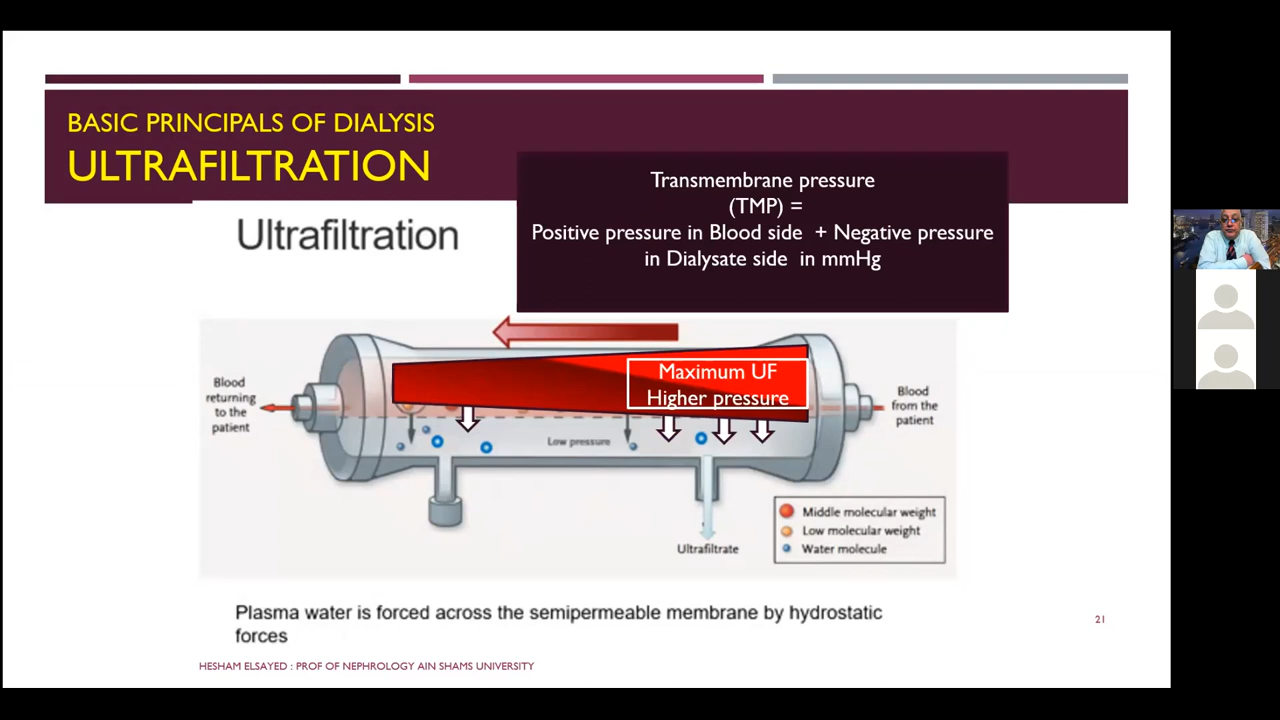 BASIC PRINCIPALS OF DIALYSIS
ULTRAFILTRATION
Transmembrane pressure
(TMP) =
Positive pressure in Blood side + Negative pressure
in Dialysate side in mmHg
Ultrafiltration
Maximum UF
Higher pressure
Blood
returning
to the
patient
Blood
from the
patient
Low pressure
Ultrafiltrate
Middle molecular weight
Low molecular weight
Water molecule
Plasma water is forced across the semipermeable membrane by hydrostatic
forces
21
HESHAM ELSAYED : PROF OF NEPHROLOGY AIN SHAMS UNIVERSITY